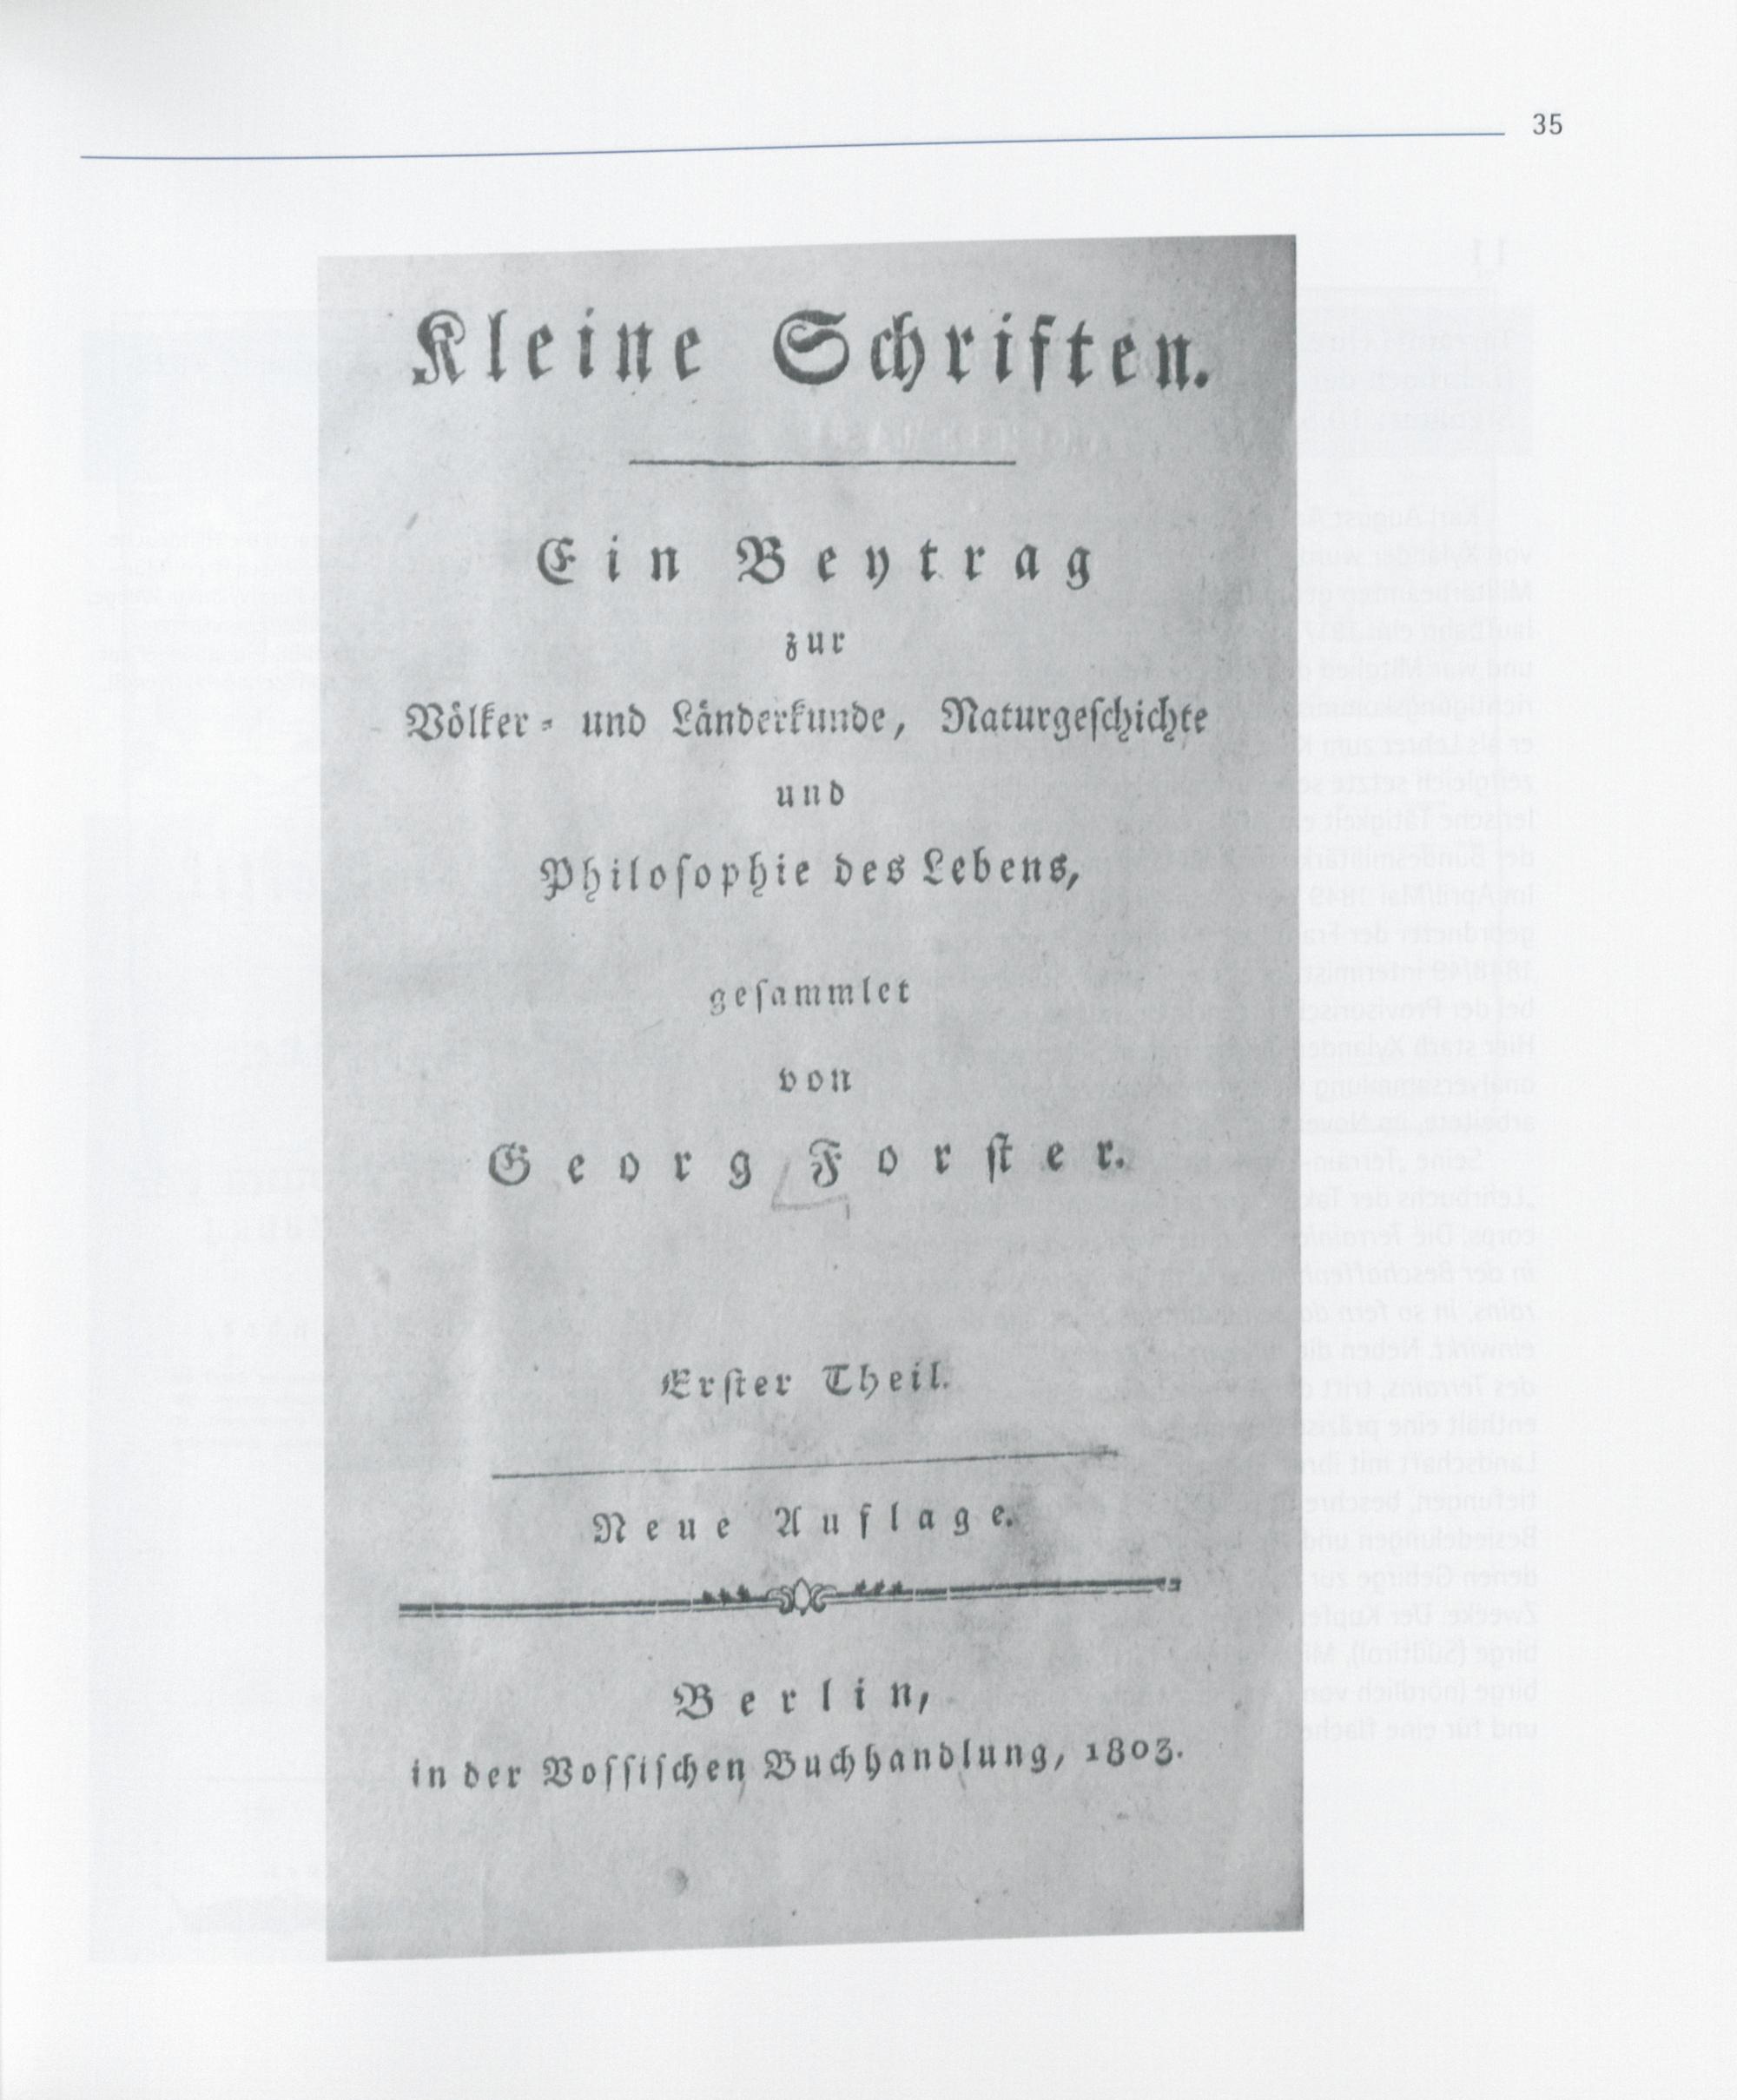 35
Kleine Schriften.
Ein Beytrag
zur
Völker- und Länderkunde, Naturgeschichte
und
Philosophie des Lebens,
gesammlet
von
Georg Forster.
Erster Theil.
Neue Auflage.
Berlin,
in der Vossischen Buchhandlung, 1803.